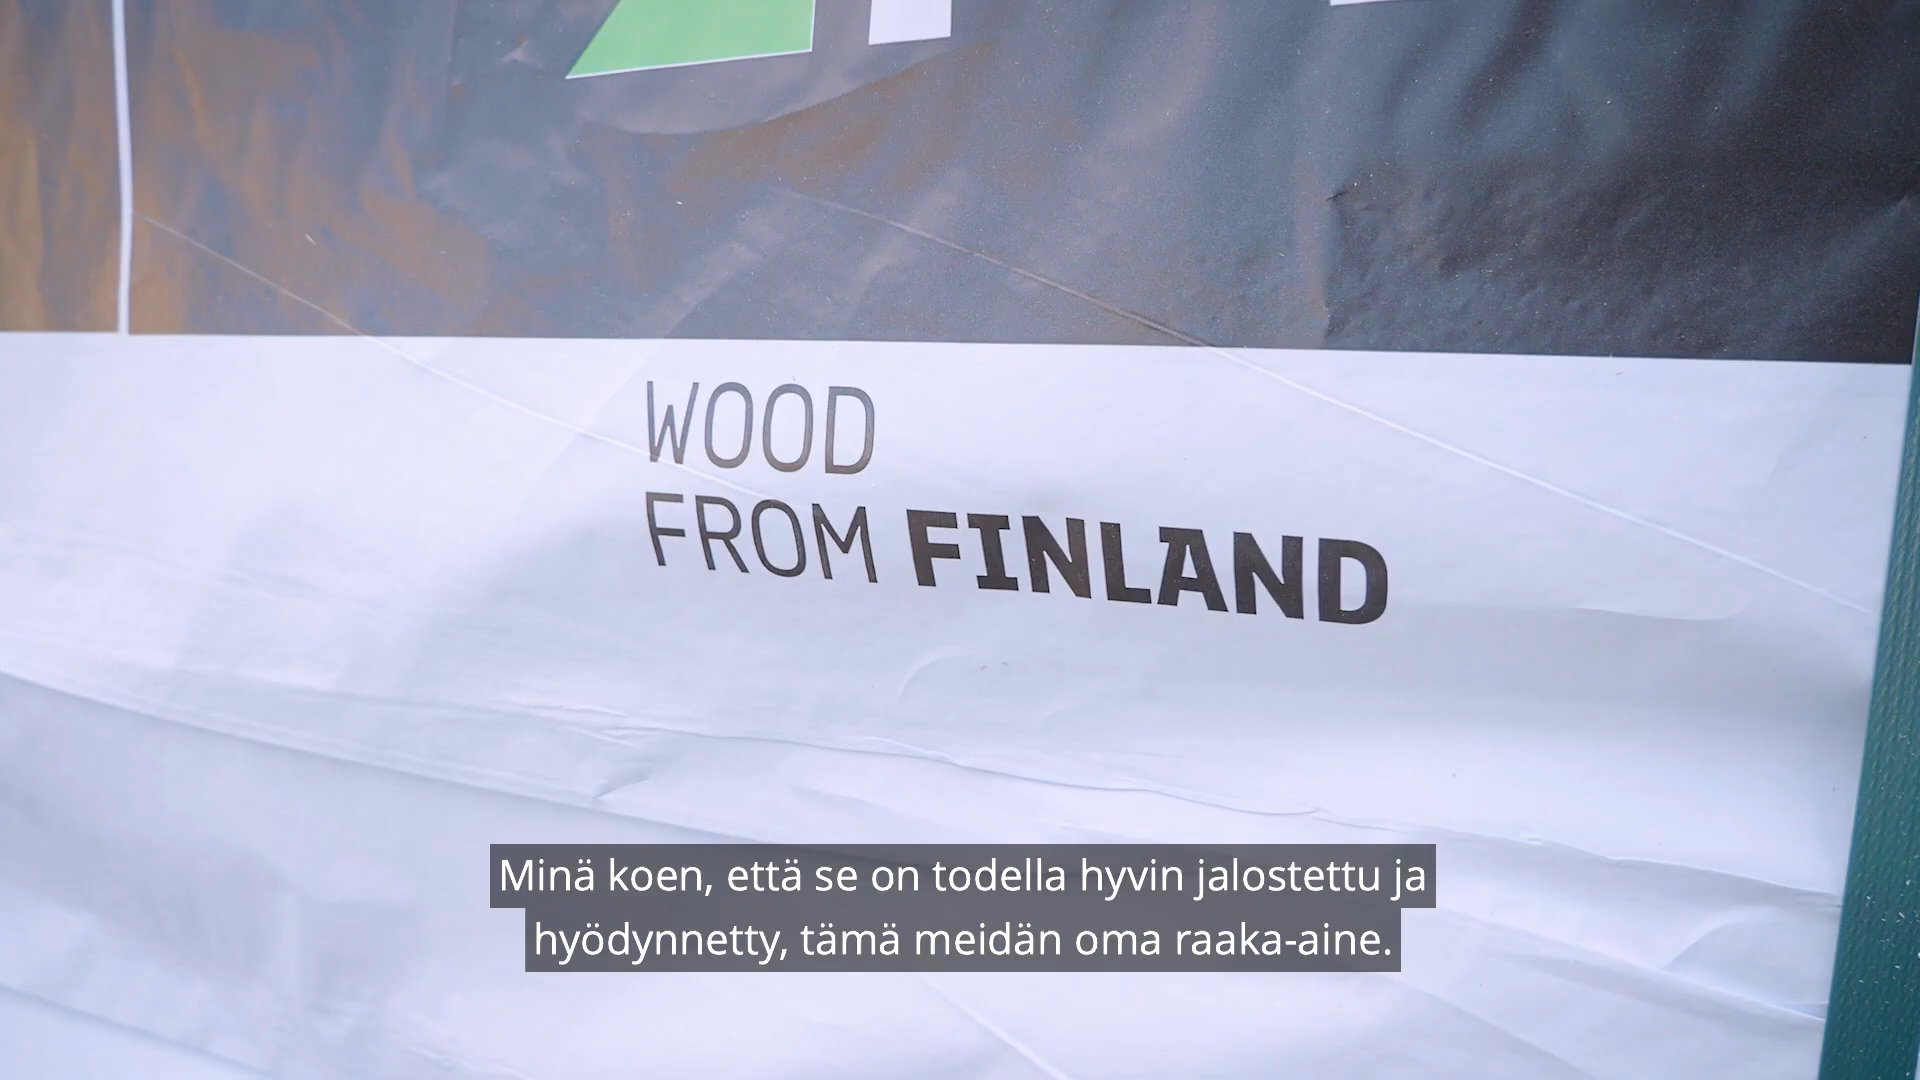 WOOD
FROM FINLAND
Minä koen, että se on todella hyvin jalostettu ja
hyödynnetty, tämä meidän oma raaka-aine.